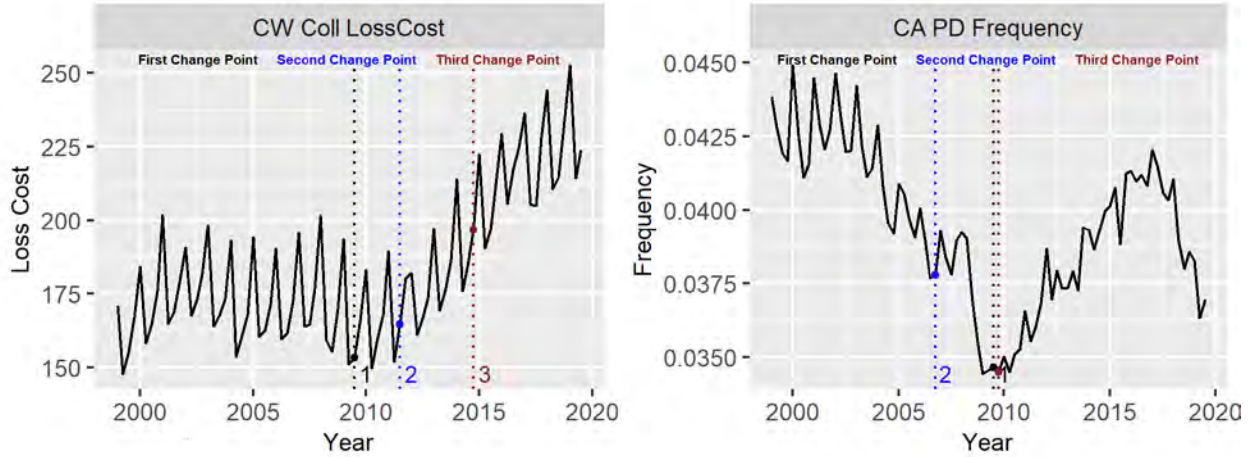 CW Coll LossCost
First Change Point Second Change Point Third Change Point
250
225
200
175
150
Loss Cost
1 2 3
2000 2005 2010 2015 2020
Year
CA PD Frequency
First Change Point Second Change Point Third Change Point
0.0450
0.0425
0.0400
0.0375
0.0350
Frequency
2 1
2000 2005 2010 2015 2020
Year